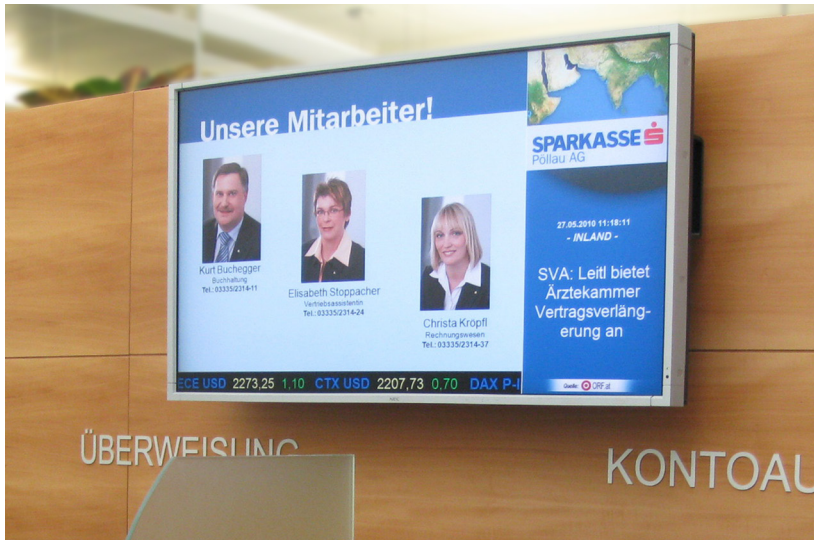 Unsere Mitarbeiter!
Kurt Buchegger
Buchhaltung
Tel.: 03335/2314-11
Elisabeth Stoppacher
Vertriebsassistentin
Tel.: 03335/2314-24
Christa Kröpfl
Rechnungswesen
Tel.: 03335/2314-37
SPARKASSE
Pöllau AG
27.05.2010 11:18:11
- INLAND -
SVA: Leitl bietet
Ärztekammer
Vertragsverläng-
erung an
Quelle: ORF.at
ECE USD 2273,25 1,10 CTX USD 2207,73 0,70 DAX P-I
NEC
ÜBERWEISUNG
KONTOAU